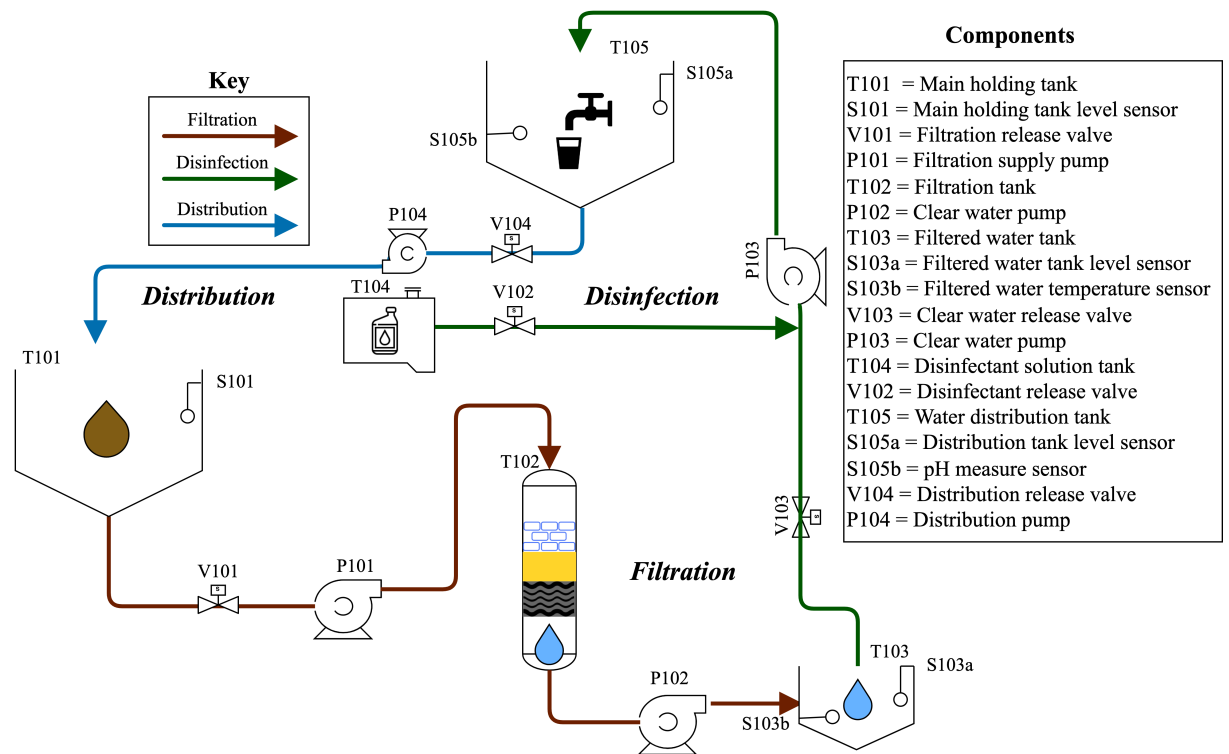 Key
Filtration
Disinfection
Distribution
T105
S105a
S105b
P104
V104
Distribution
T104
V102
Disinfection
P103
T101
S101
T102
V103
V101
P101
Filtration
P102
T103
S103a
S103b
Components
T101 = Main holding tank
S101 = Main holding tank level sensor
V101 = Filtration release valve
P101 = Filtration supply pump
T102 = Filtration tank
P102 = Clear water pump
T103 = Filtered water tank
S103a = Filtered water tank level sensor
S103b = Filtered water temperature sensor
V103 = Clear water release valve
P103 = Clear water pump
T104 = Disinfectant solution tank
V102 = Disinfectant release valve
T105 = Water distribution tank
S105a = Distribution tank level sensor
S105b = pH measure sensor
V104 = Distribution release valve
P104 = Distribution pump
S
S
S
S